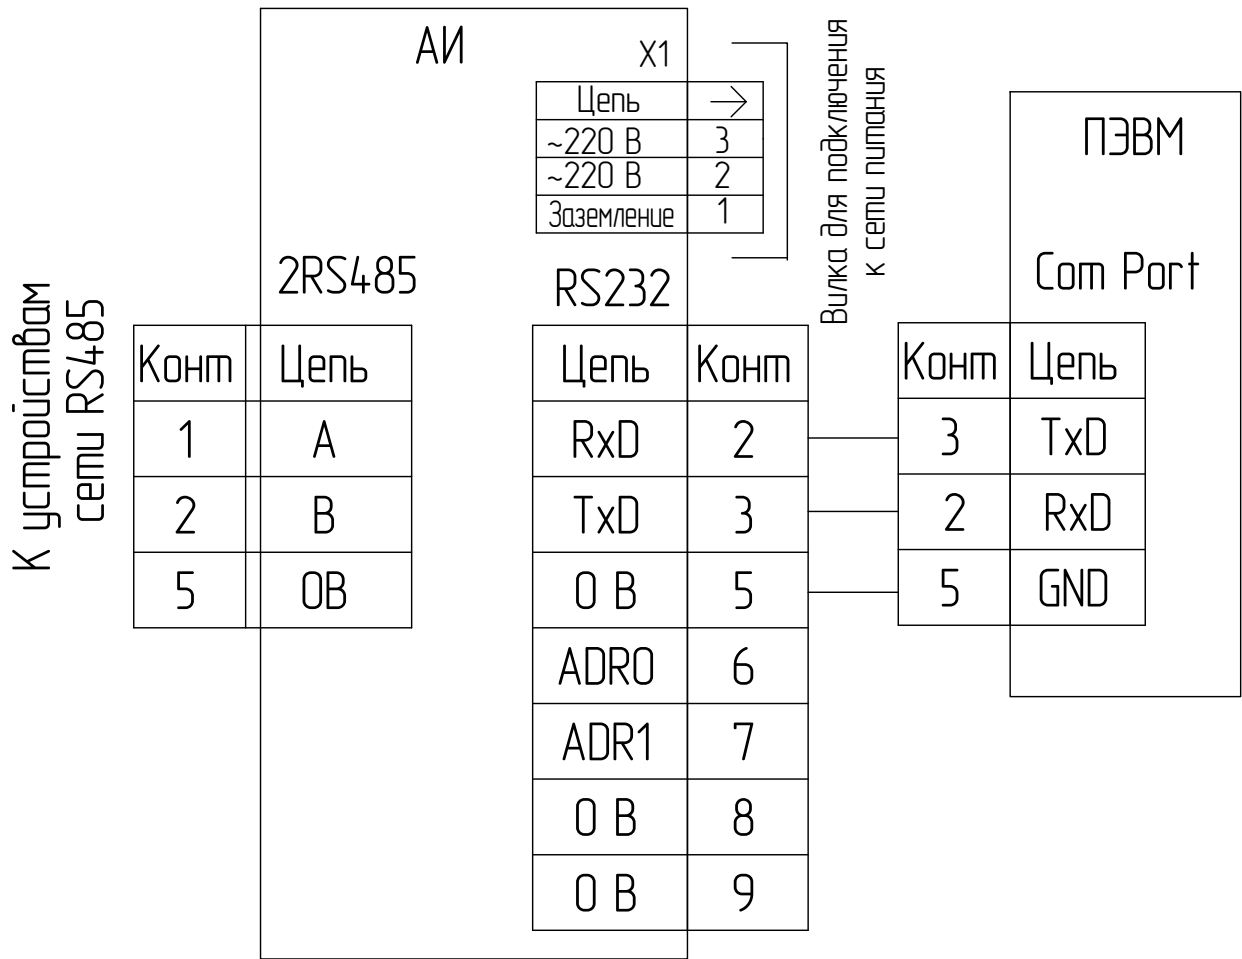 АИ
X1
Цепь →
~220 В 3
~220 В 2
Заземление 1
Вилка для подключения
к сети питания
ПЭВМ
Com Port
2RS485
RS232
К устройствам
сети RS485
Конт Цепь
1 A
2 B
5 0B
Цепь Конт
RxD 2
TxD 3
0 В 5
ADR0 6
ADR1 7
0 В 8
0 В 9
Конт Цепь
3 TxD
2 RxD
5 GND